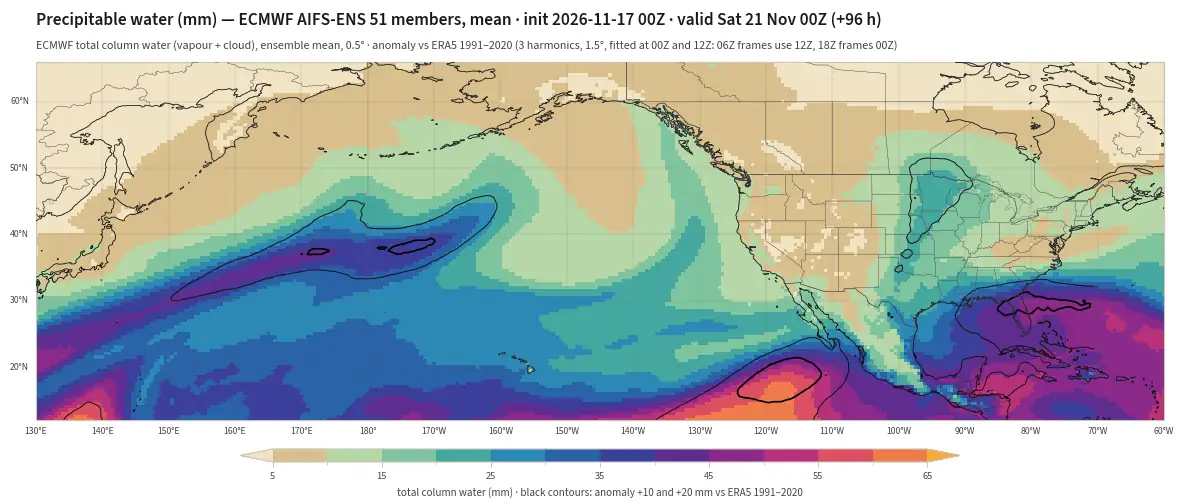 Precipitable water (mm) — ECMWF AIFS-ENS 51 members, mean · init 2026-11-17 00Z · valid Sat 21 Nov 00Z (+96 h)
ECMWF total column water (vapour + cloud), ensemble mean, 0.5° · anomaly vs ERA5 1991–2020 (3 harmonics, 1.5°, fitted at 00Z and 12Z: 06Z frames use 12Z, 18Z frames 00Z)
60°N
50°N
40°N
30°N
20°N
130°E 140°E 150°E 160°E 170°E 180° 170°W 160°W 150°W 140°W 130°W 120°W 110°W 100°W 90°W 80°W 70°W 60°W
5 15 25 35 45 55 65
total column water (mm) · black contours: anomaly +10 and +20 mm vs ERA5 1991–2020